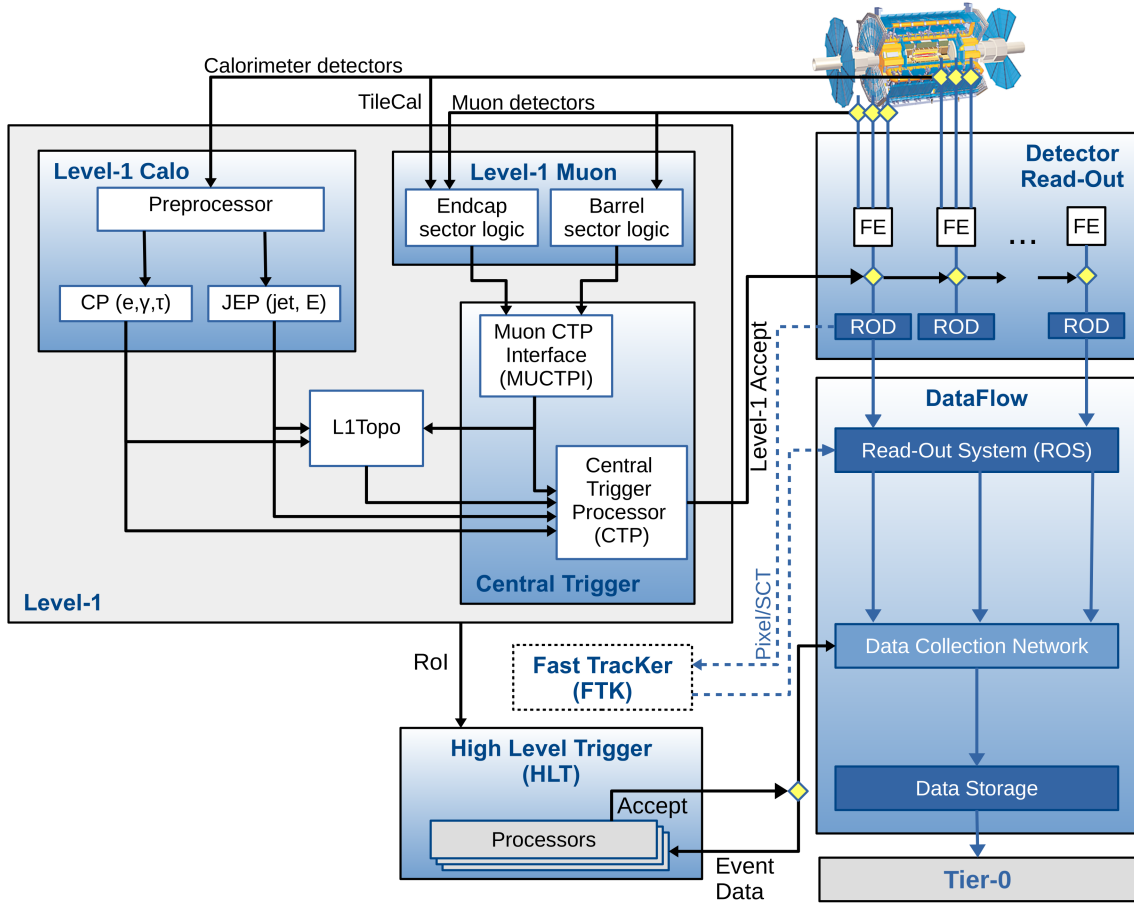 Calorimeter detectors
TileCal
Muon detectors
Level-1 Calo
Preprocessor
CP (e,γ,τ)
JEP (jet, E)
Level-1 Muon
Endcap
sector logic
Barrel
sector logic
Muon CTP
Interface
(MUCTPI)
L1Topo
Central
Trigger
Processor
(CTP)
Central Trigger
Level-1
Level-1 Accept
Detector
Read-Out
FE
FE
...
FE
ROD
ROD
ROD
DataFlow
Read-Out System (ROS)
Pixel/SCT
Data Collection Network
Data Storage
Tier-0
RoI
Fast TracKer
(FTK)
High Level Trigger
(HLT)
Accept
Processors
Event
Data